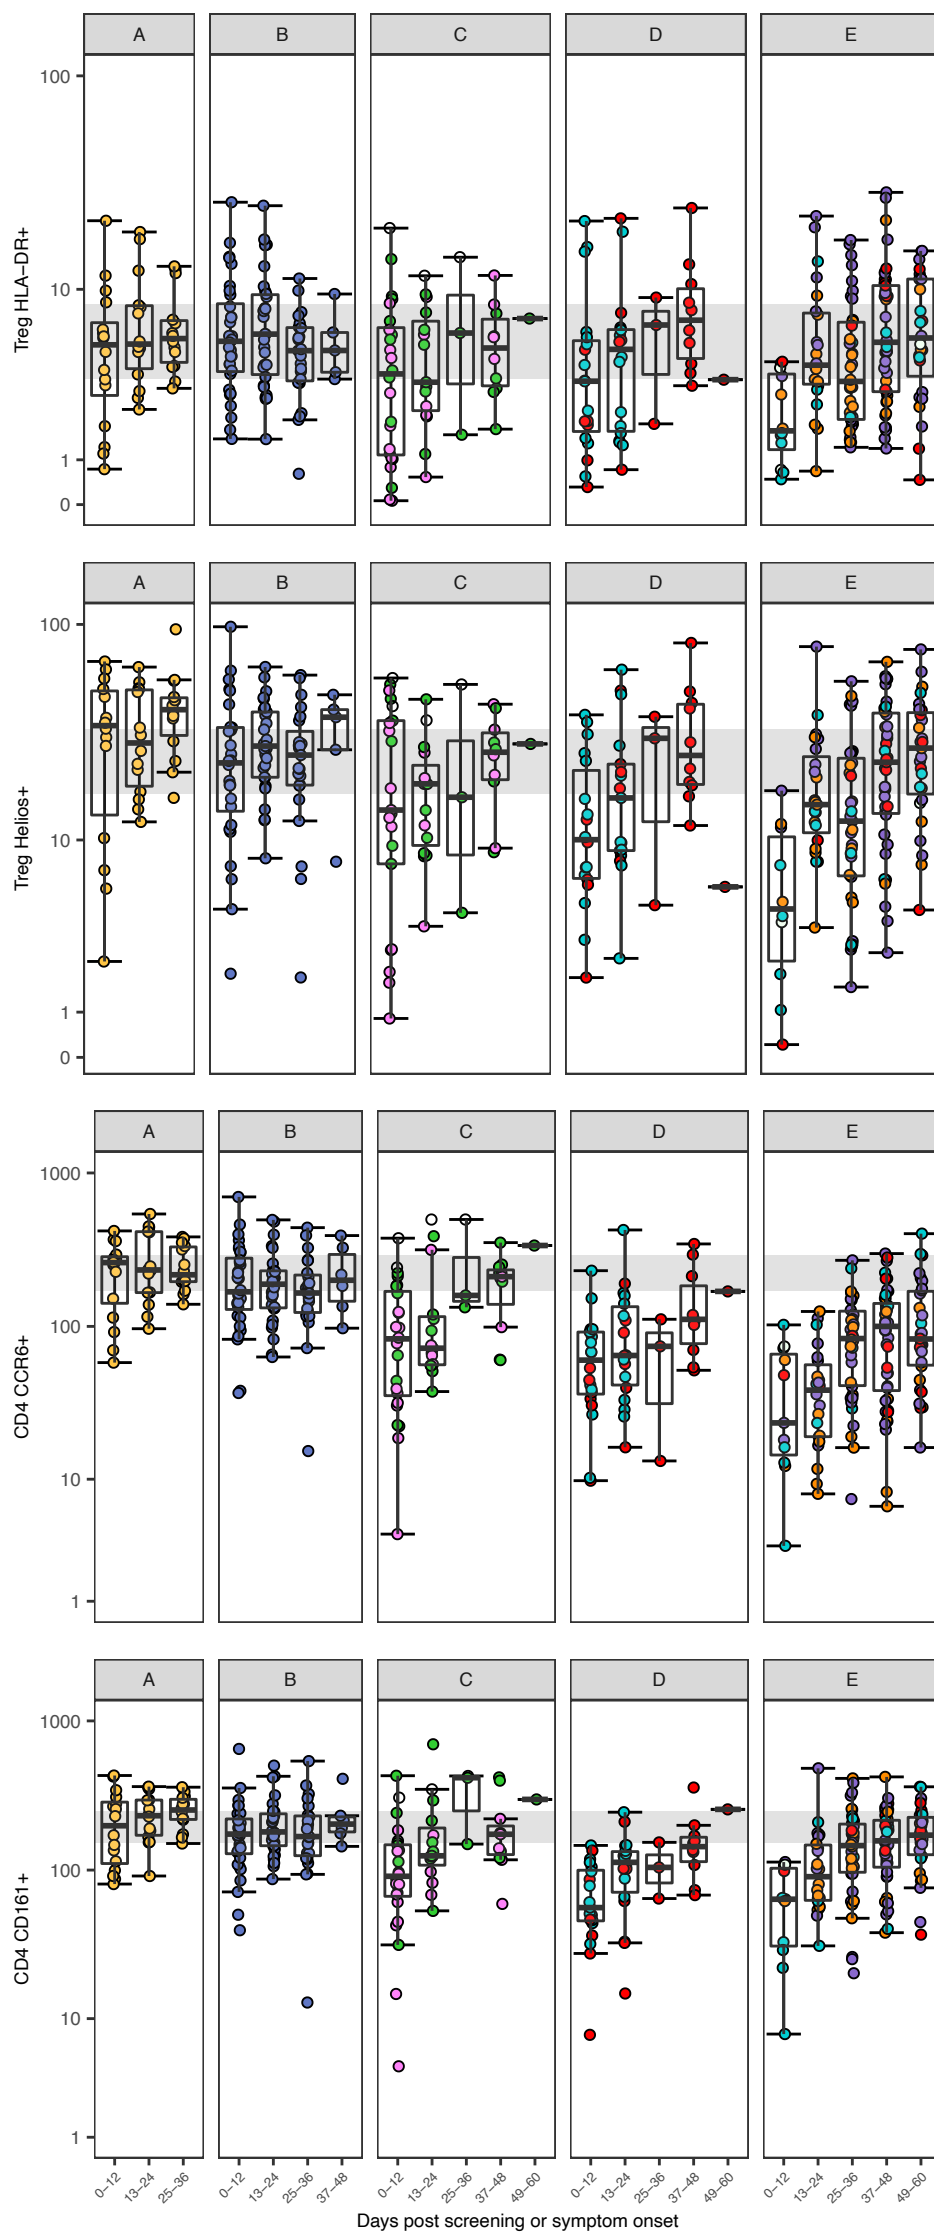 A B C D E
100
10
1
0
Treg HLA−DR+
A B C D E
100
10
1
0
Treg Helios+
A B C D E
1000
100
10
1
CD4 CCR6+
A B C D E
1000
100
10
1
CD4 CD161+
0−12 13−24 25−36 0−12 13−24 25−36 37−48 0−12 13−24 25−36 37−48 49−60 0−12 13−24 25−36 37−48 49−60 0−12 13−24 25−36 37−48 49−60
Days post screening or symptom onset